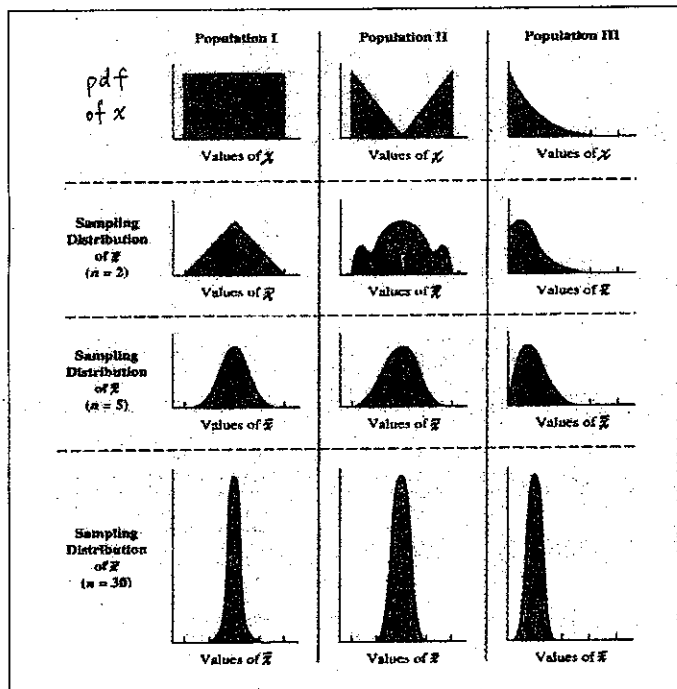 Population I Population II Population III
pdf
of x
Values of x Values of x Values of x
Sampling
Distribution
of x̄
(n = 2)
Values of x̄ Values of x̄ Values of x̄
Sampling
Distribution
of x̄
(n = 5)
Values of x̄ Values of x̄ Values of x̄
Sampling
Distribution
of x̄
(n = 30)
Values of x̄ Values of x̄ Values of x̄